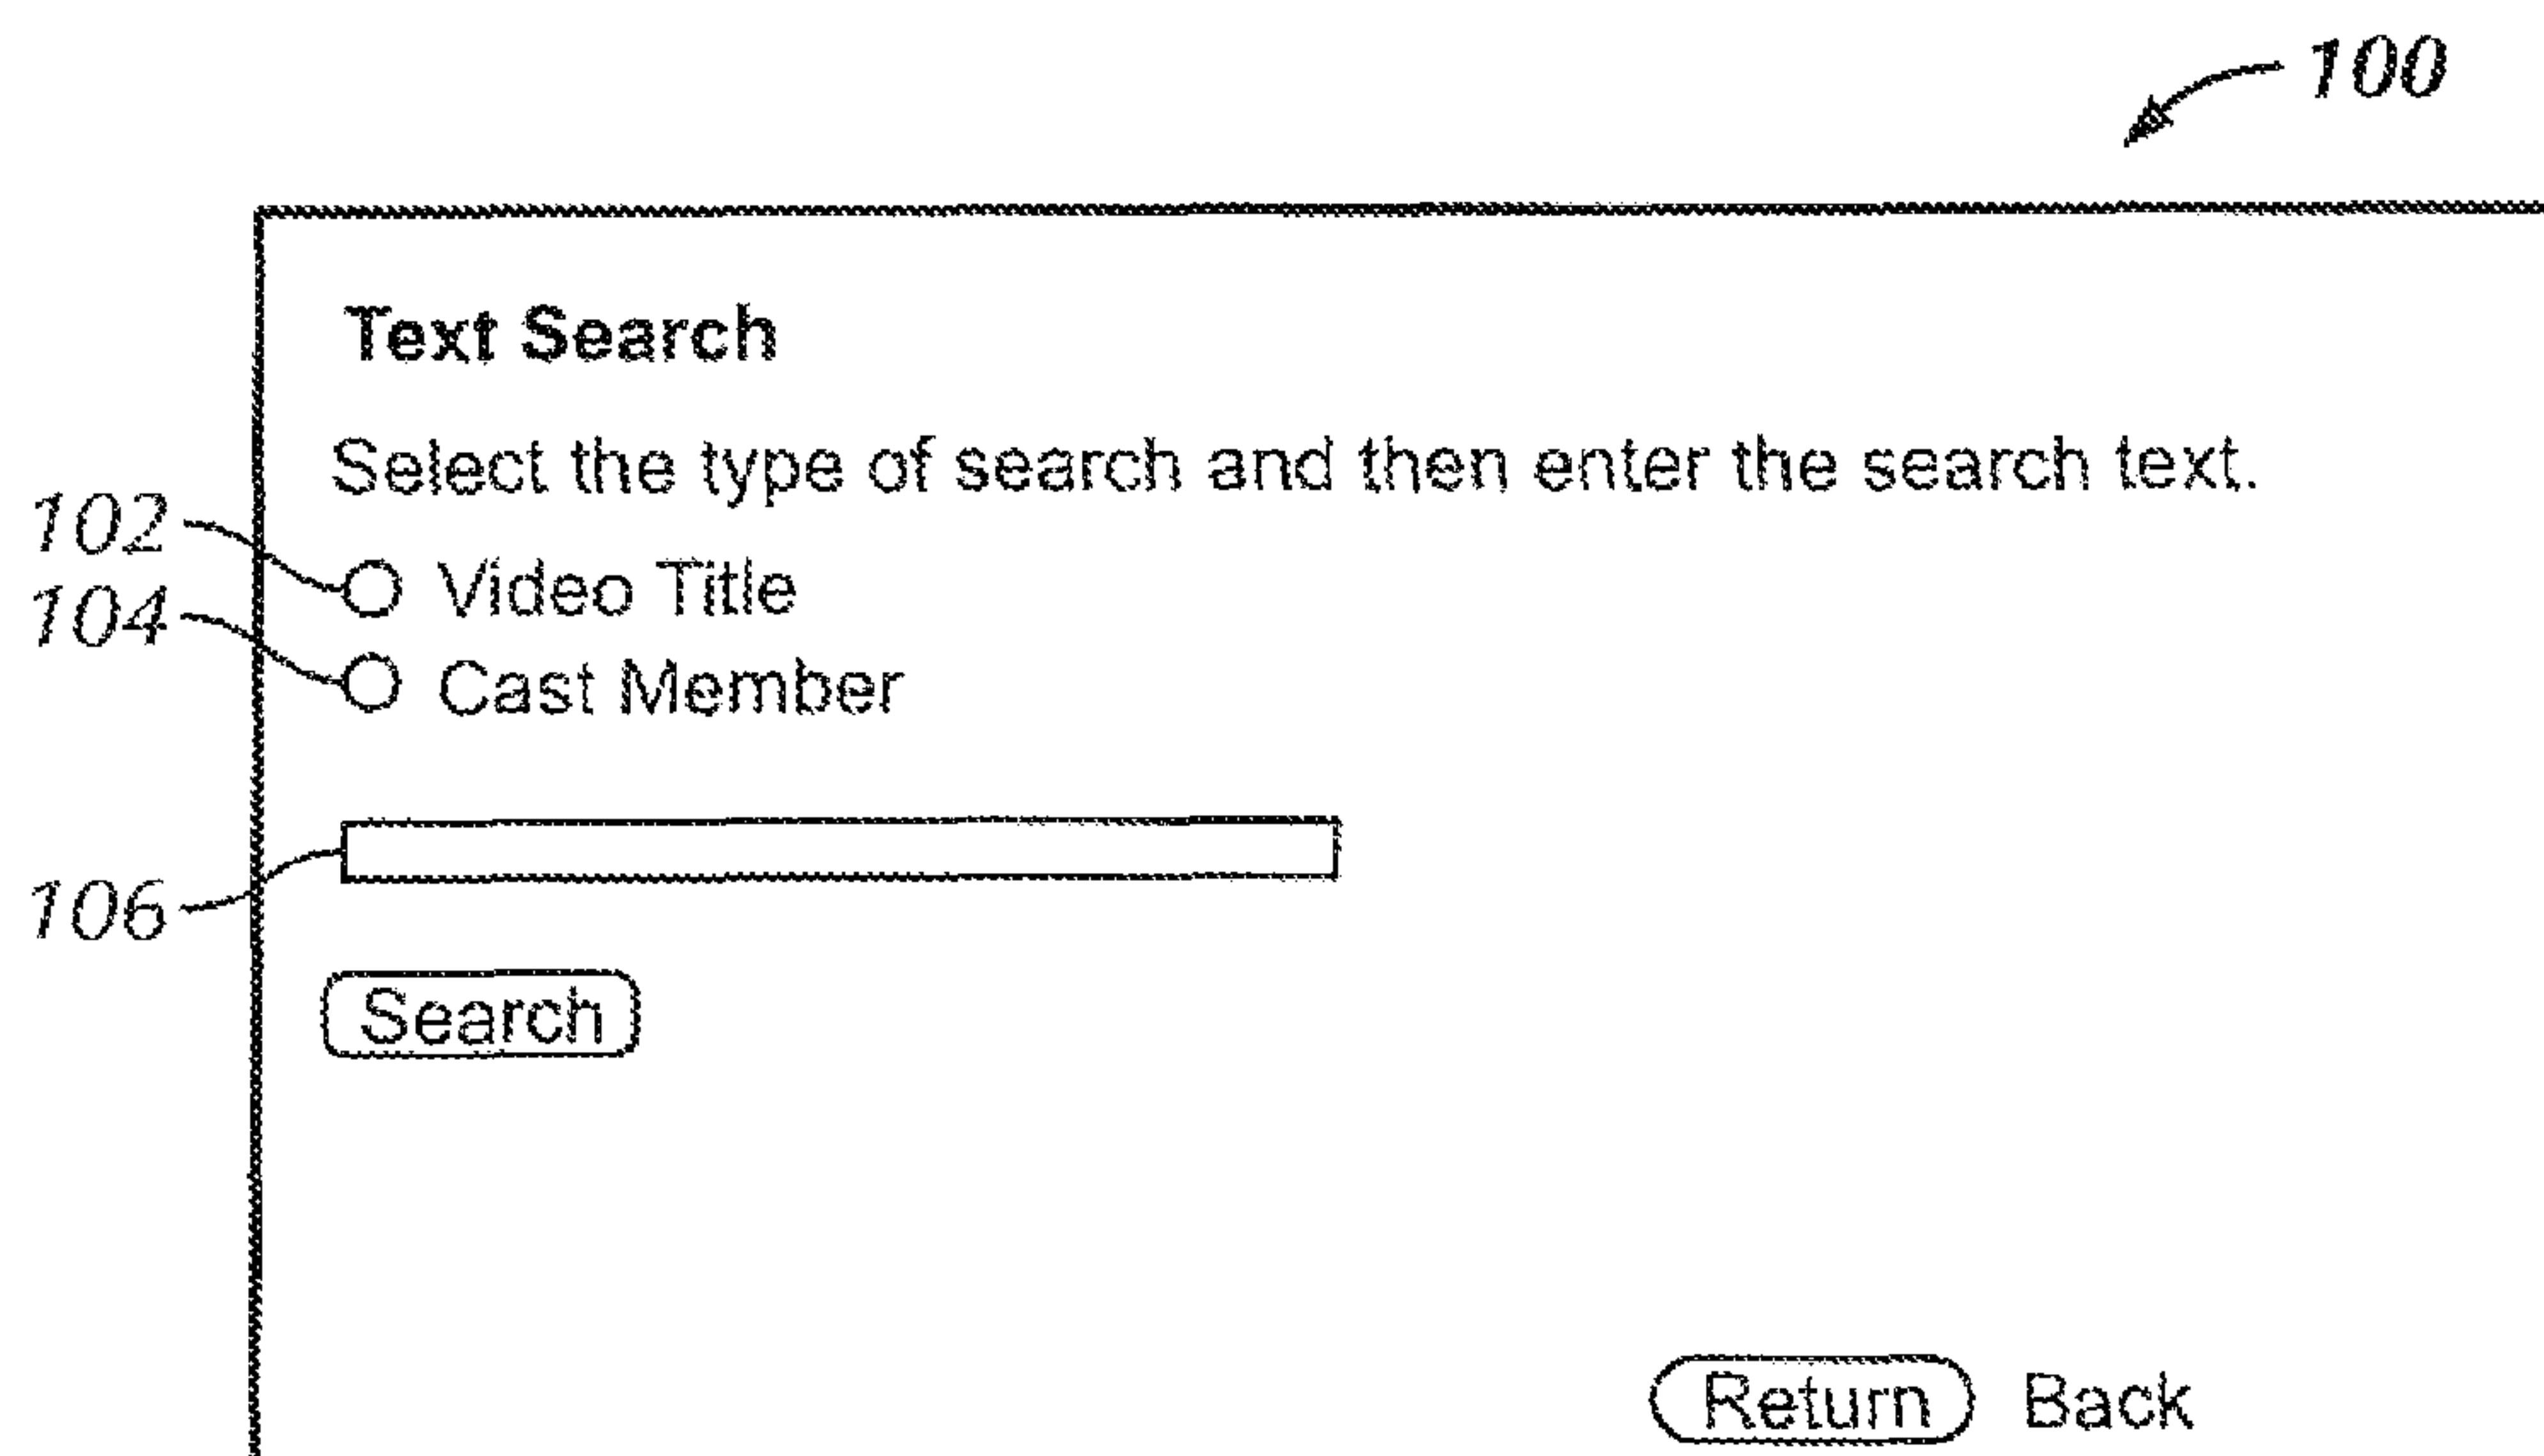 100
Text Search
Select the type of search and then enter the search text.
102
Video Title
104
Cast Member
106
Search
Return Back